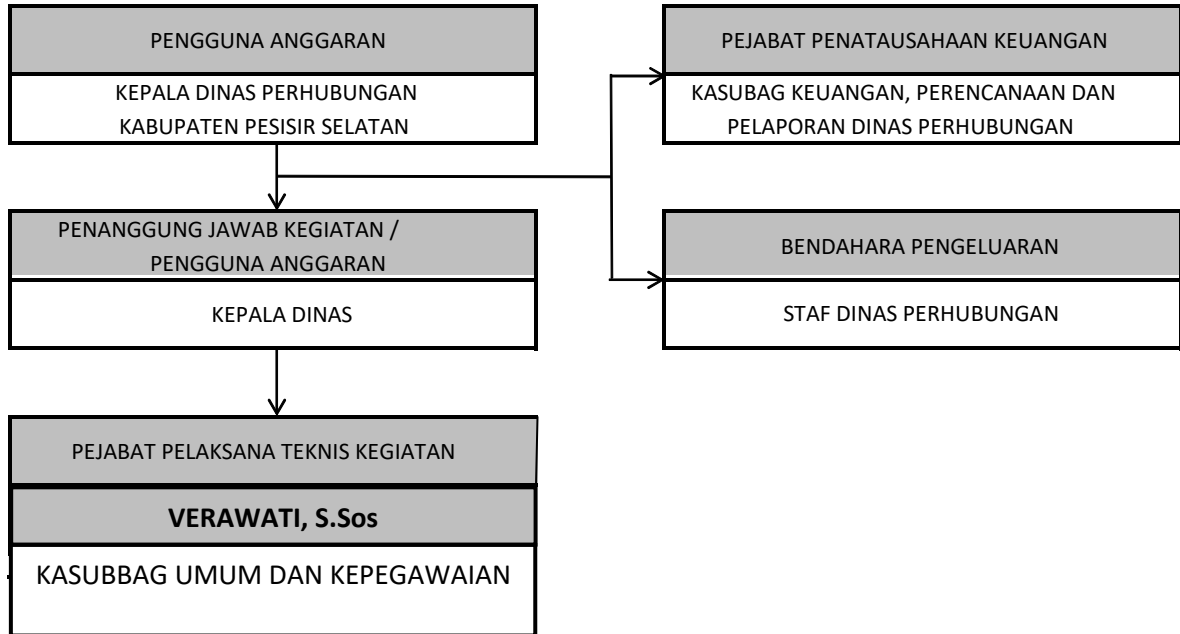 PENGGUNA ANGGARAN
KEPALA DINAS PERHUBUNGAN
KABUPATEN PESISIR SELATAN
PEJABAT PENATAUSAHAAN KEUANGAN
KASUBAG KEUANGAN, PERENCANAAN DAN
PELAPORAN DINAS PERHUBUNGAN
PENANGGUNG JAWAB KEGIATAN /
PENGGUNA ANGGARAN
KEPALA DINAS
BENDAHARA PENGELUARAN
STAF DINAS PERHUBUNGAN
PEJABAT PELAKSANA TEKNIS KEGIATAN
VERAWATI, S.Sos
KASUBBAG UMUM DAN KEPEGAWAIAN